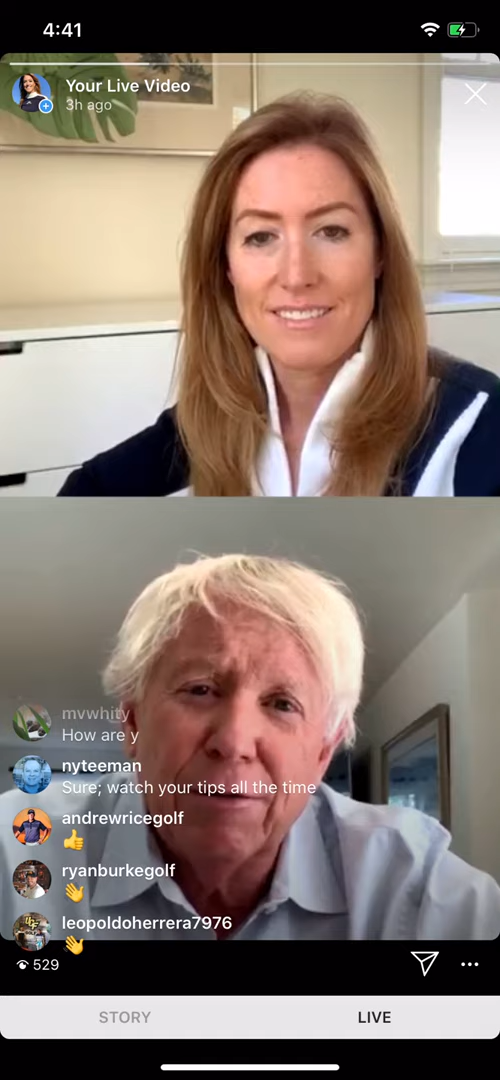 4:41
Your Live Video
3h ago
mvwhity
How are y
nyteeman
Sure; watch your tips all the time
andrewricegolf
👍
ryanburkegolf
👋
leopoldoherrera7976
👋
529
STORY
LIVE